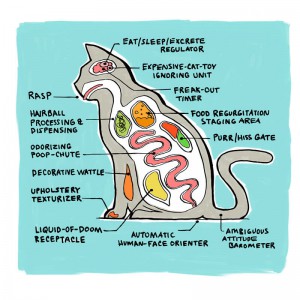 EAT/SLEEP/EXCRETE
REGULATOR
EXPENSIVE-CAT-TOY
IGNORING UNIT
RASP
FREAK-OUT
TIMER
HAIRBALL
PROCESSING &
DISPENSING
FOOD REGURGITATION
STAGING AREA
PURR/HISS GATE
ODORIZING
POOP-CHUTE
DECORATIVE WATTLE
UPHOLSTERY
TEXTURIZER
LIQUID-OF-DOOM
RECEPTACLE
AUTOMATIC
HUMAN-FACE ORIENTER
AMBIGUOUS
ATTITUDE
BAROMETER